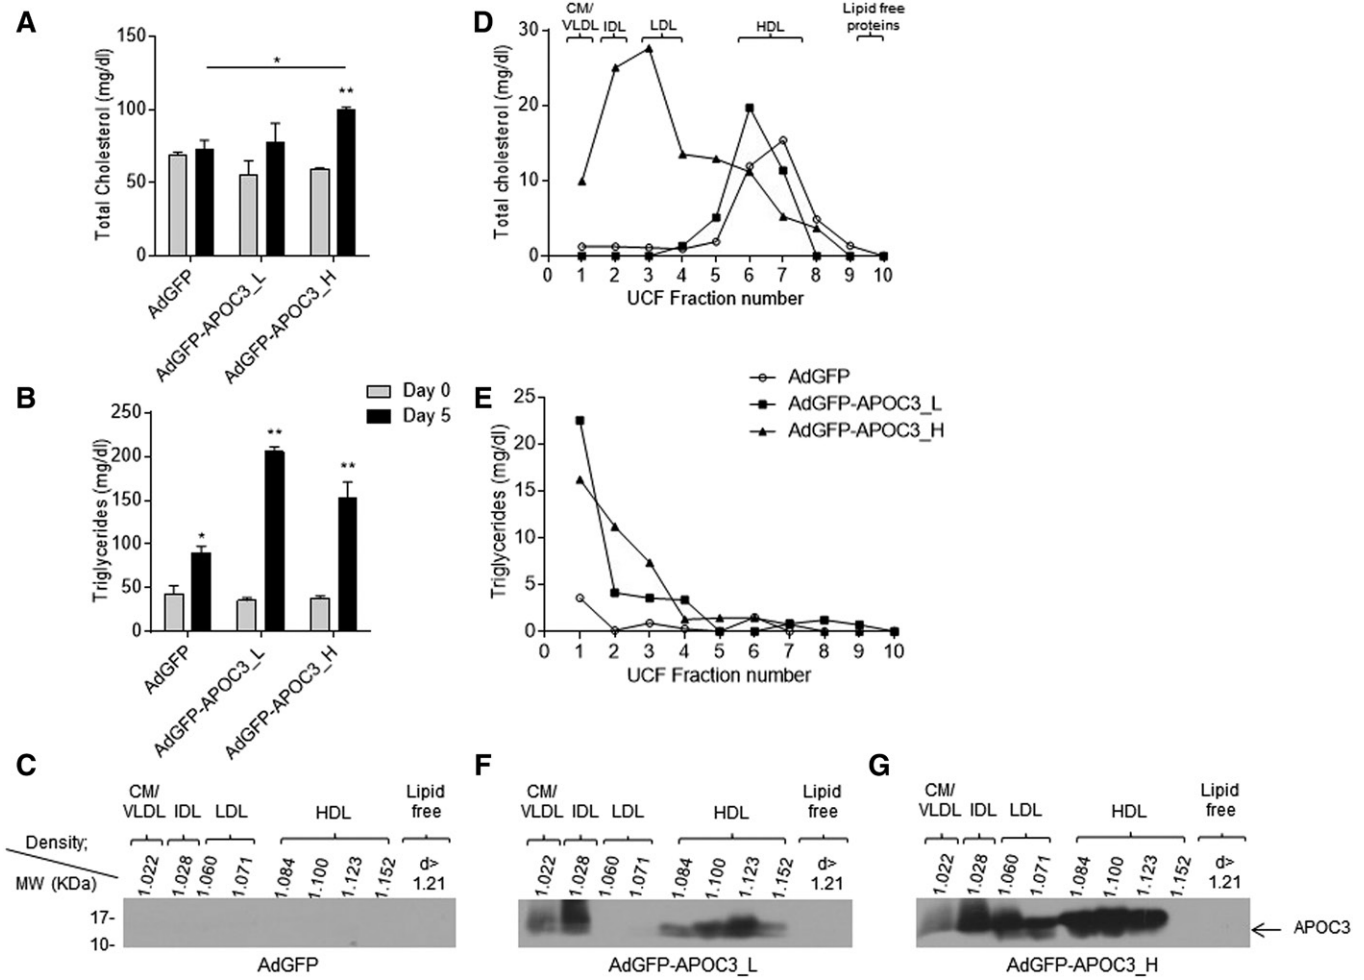 A
150
100
50
0
Total Cholesterol (mg/dl)
*
**
AdGFP
AdGFP-APOC3_L
AdGFP-APOC3_H
D
CM/
VLDL IDL LDL HDL
Lipid free
proteins
30
20
10
0
Total cholesterol (mg/dl)
0 1 2 3 4 5 6 7 8 9 10
UCF Fraction number
B
Day 0
Day 5
250
200
150
100
50
0
Triglycerides (mg/dl)
*
**
**
AdGFP
AdGFP-APOC3_L
AdGFP-APOC3_H
E
AdGFP
AdGFP-APOC3_L
AdGFP-APOC3_H
25
20
15
10
5
0
Triglycerides (mg/dl)
0 1 2 3 4 5 6 7 8 9 10
UCF Fraction number
C
CM/
VLDL IDL LDL HDL
Lipid
free
Density;
MW (KDa)
1.022 1.028 1.060 1.071 1.084 1.100 1.123 1.152
d>
1.21
17-
10-
AdGFP
F
CM/
VLDL IDL LDL HDL
Lipid
free
1.022 1.028 1.060 1.071 1.084 1.100 1.123 1.152
d>
1.21
AdGFP-APOC3_L
G
CM/
VLDL IDL LDL HDL
Lipid
free
1.022 1.028 1.060 1.071 1.084 1.100 1.123 1.152
d>
1.21
APOC3
AdGFP-APOC3_H